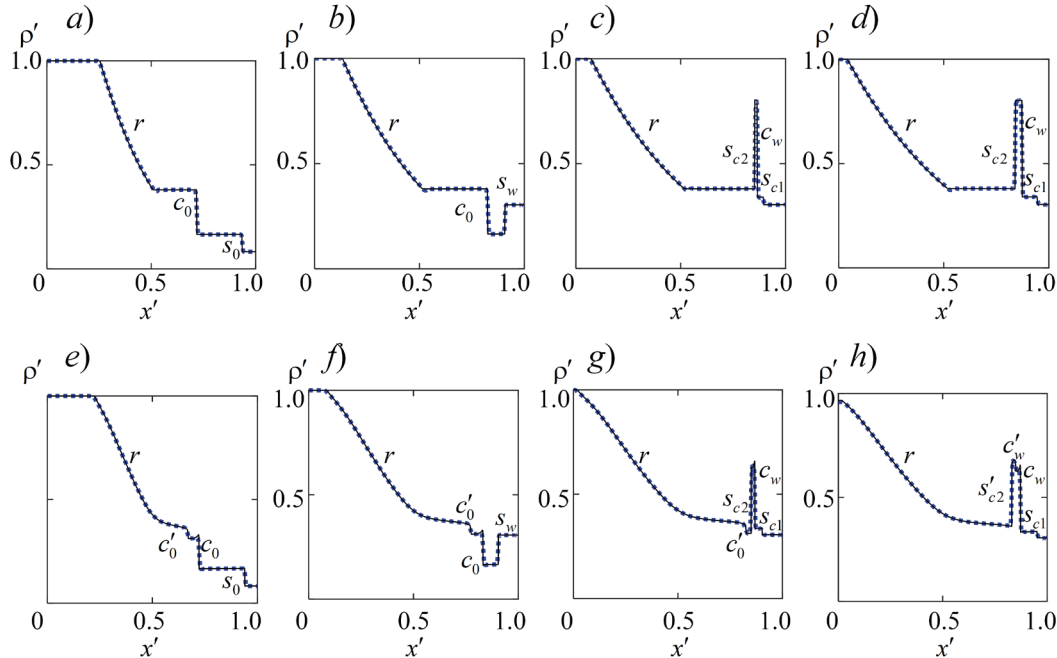 a) b) c) d)
ρ′ ρ′ ρ′ ρ′
1.0 1.0 1.0 1.0
r r r r
c_w c_w
0.5 0.5 0.5 s_c2 0.5 s_c2
s_w s_c1 s_c1
c_0 c_0
s_0
0 0.5 1.0 0 0.5 1.0 0 0.5 1.0 0 0.5 1.0
x′ x′ x′ x′
e) f) g) h)
ρ′ ρ′ ρ′ ρ′
1.0 1.0 1.0
r r r c_w r c′_w c_w
0.5 0.5 s_c2 0.5 s′_c2
c′_0 s_w s_c1 s_c1
c′_0 c_0 c′_0
s_0 c_0
0 0.5 1.0 0 0.5 1.0 0 0.5 1.0 0 0.5 1.0
x′ x′ x′ x′